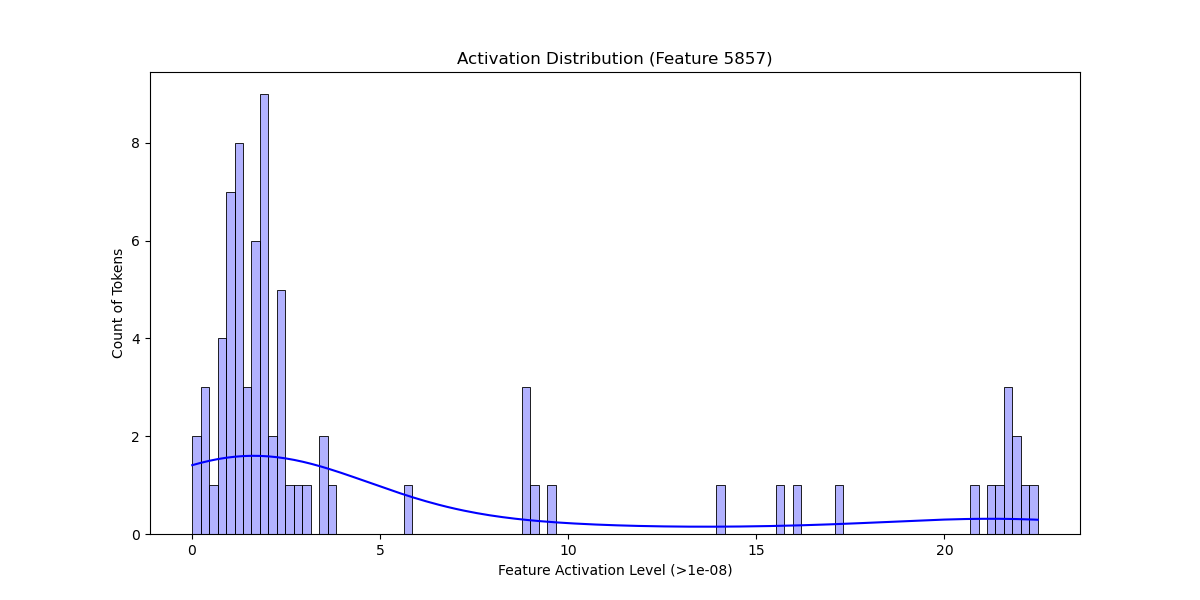 Activation Distribution (Feature 5857)
Count of Tokens
8
6
4
2
0
0 5 10 15 20
Feature Activation Level (>1e-08)